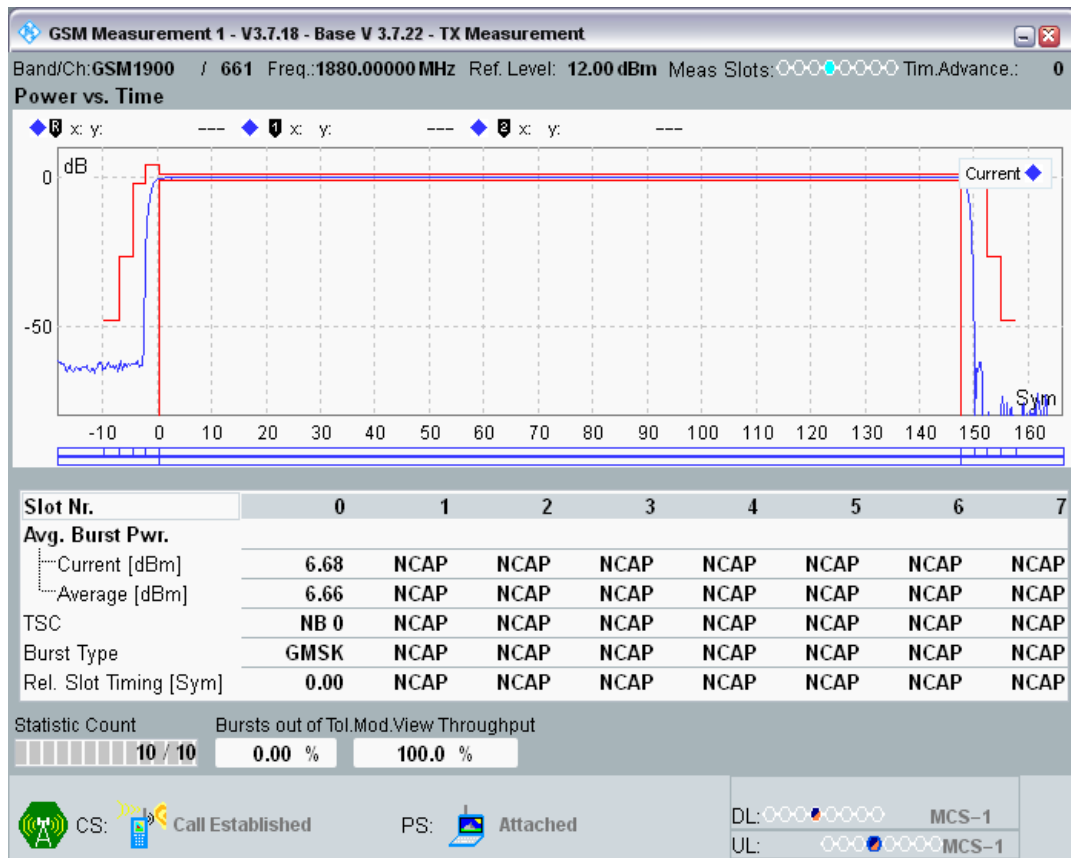 GSM Measurement 1 - V3.7.18 - Base V 3.7.22 - TX Measurement
Band/Ch:GSM1900 / 661 Freq.:1880.00000 MHz Ref. Level: 12.00 dBm Meas Slots: Tim.Advance.: 0
Power vs. Time
R x: y: --- 1 x: y: --- 2 x: y: ---
dB
0
Current
-50
Sym
-10 0 10 20 30 40 50 60 70 80 90 100 110 120 130 140 150 160
Slot Nr. 0 1 2 3 4 5 6 7
Avg. Burst Pwr.
Current [dBm] 6.68 NCAP NCAP NCAP NCAP NCAP NCAP NCAP
Average [dBm] 6.66 NCAP NCAP NCAP NCAP NCAP NCAP NCAP
TSC NB 0 NCAP NCAP NCAP NCAP NCAP NCAP NCAP
Burst Type GMSK NCAP NCAP NCAP NCAP NCAP NCAP NCAP
Rel. Slot Timing [Sym] 0.00 NCAP NCAP NCAP NCAP NCAP NCAP NCAP
Statistic Count Bursts out of Tol.Mod.View Throughput
10 / 10 0.00 % 100.0 %
CS: Call Established PS: Attached DL: MCS-1
UL: MCS-1